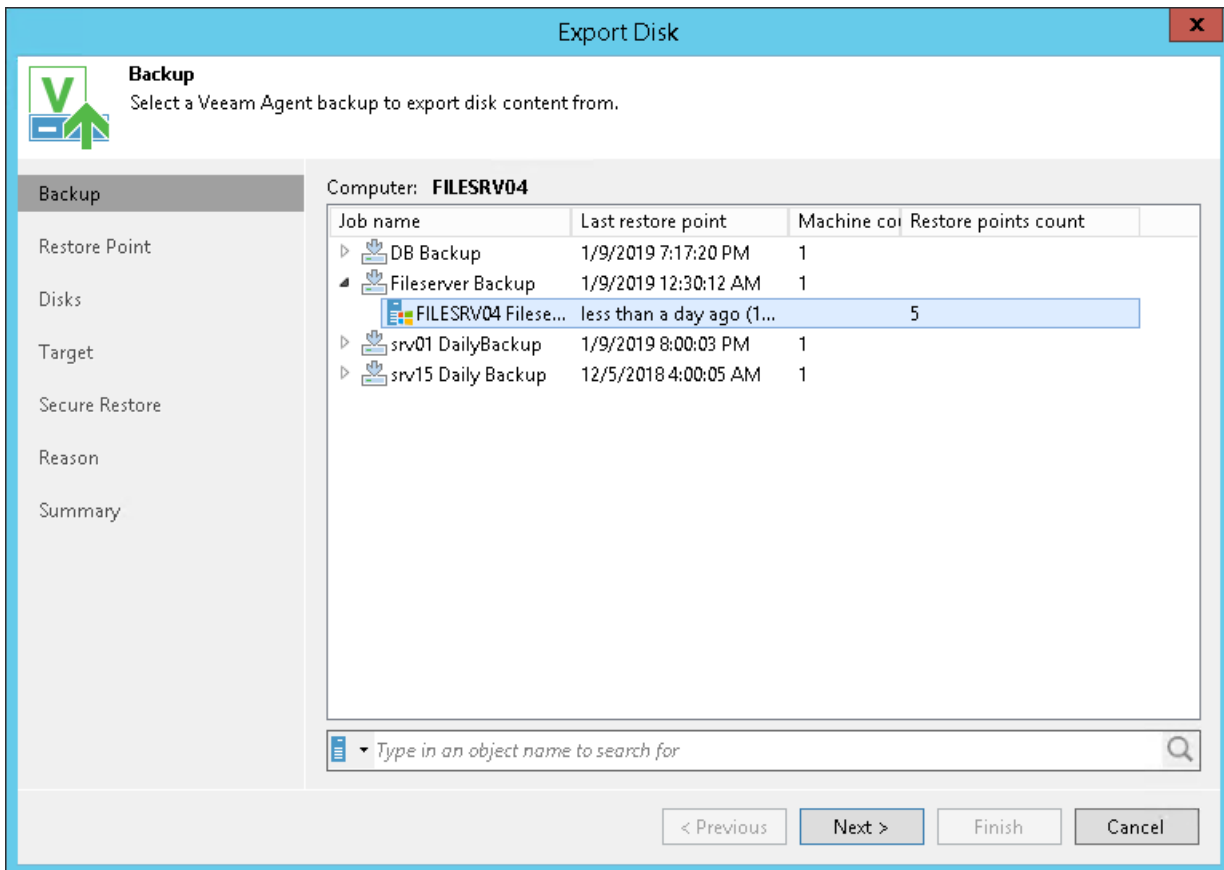 Export Disk
x
Backup
Select a Veeam Agent backup to export disk content from.
Backup
Restore Point
Disks
Target
Secure Restore
Reason
Summary
Computer: FILESRV04
Job name Last restore point Machine cou Restore points count
DB Backup 1/9/2019 7:17:20 PM 1
Fileserver Backup 1/9/2019 12:30:12 AM 1
FILESRV04 Filese... less than a day ago (1... 5
srv01 DailyBackup 1/9/2019 8:00:03 PM 1
srv15 Daily Backup 12/5/2018 4:00:05 AM 1
Type in an object name to search for
< Previous Next > Finish Cancel